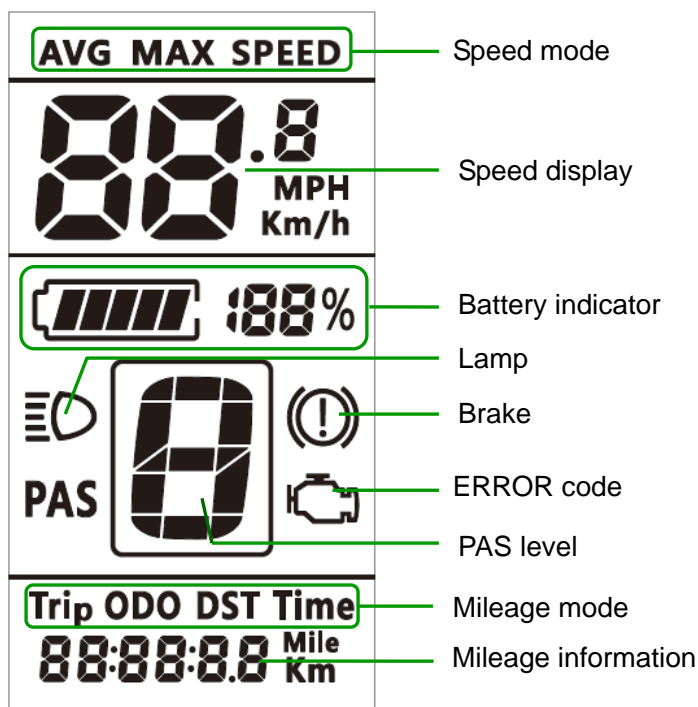 AVG MAX SPEED
Speed mode
88.8
MPH
Km/h
Speed display
188%
Battery indicator
Lamp
Brake
PAS
8
ERROR code
PAS level
Trip ODO DST Time
Mileage mode
88:88:8.8 Mile
Km
Mileage information